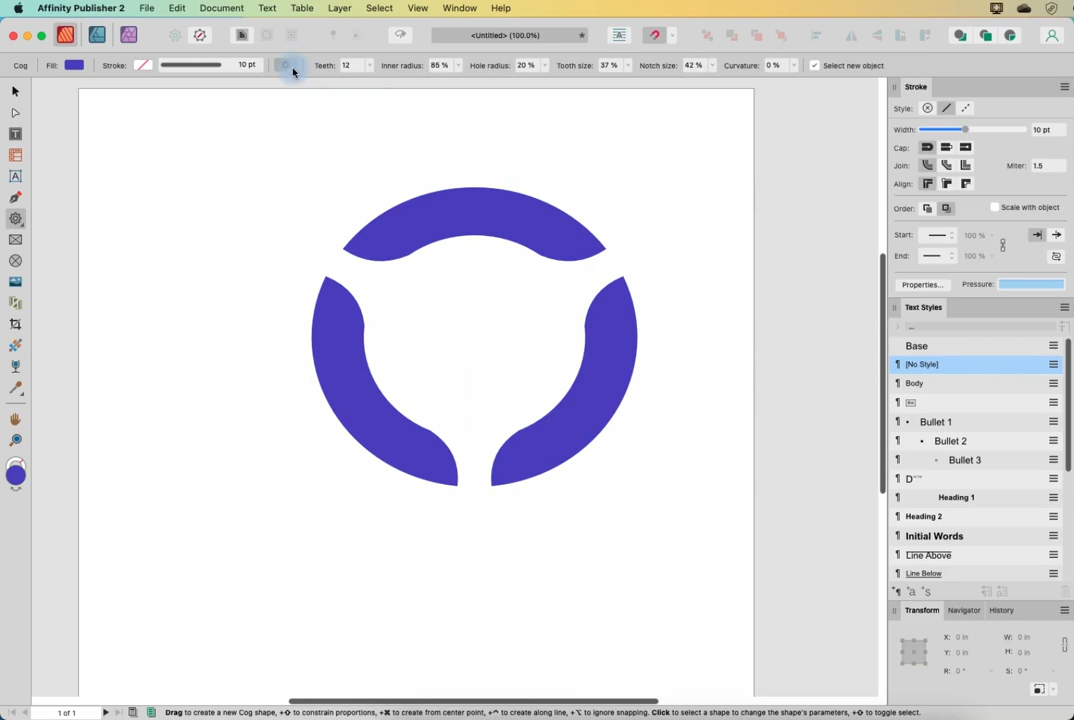 Affinity Publisher 2 File Edit Document Text Table Layer Select View Window Help
<Untitled> (100.0%)
Cog Fill: Stroke: 10 pt Teeth: 12 Inner radius: 85 % Hole radius: 20 % Tooth size: 37 % Notch size: 42 % Curvature: 0 % Select new object
Stroke
Style:
Width: 10 pt
Cap:
Join: Miter: 1.5
Align:
Order: Scale with object
Start: 100 %
End: 100 %
Properties... Pressure:
Text Styles
Base
[No Style]
Body
Bullet 1
Bullet 2
Bullet 3
Heading 1
Heading 2
Initial Words
Line Above
Line Below
Transform Navigator History
X: 0 in W: 0 in
Y: 0 in H: 0 in
R: 0 ° S: 0 °
1 of 1 Drag to create a new Cog shape, +⇧ to constrain proportions, +⌘ to create from center point, +^ to create along line, +⌥ to ignore snapping. Click to select a shape to change the shape's parameters, +⇧ to toggle select.